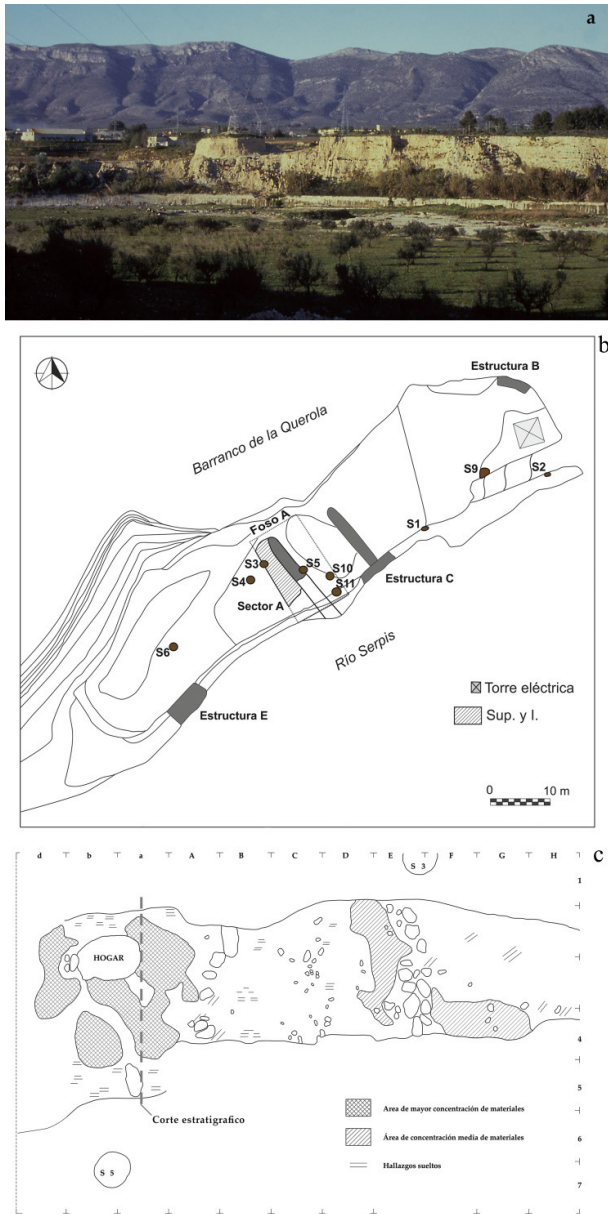 a
b
Estructura B
Barranco de la Querola
S9
S2
S1
Foso A
S3
S5
S10
S4
S11
Estructura C
Sector A
S6
Río Serpis
Torre eléctrica
Estructura E
Sup. y I.
0 10 m
c
d b a A B C D E F G H
S 3
1
HOGAR
4
5
Corte estratigrafico
Area de mayor concentración de materiales
Área de concentración media de materiales
6
Hallazgos sueltos
S 5
7